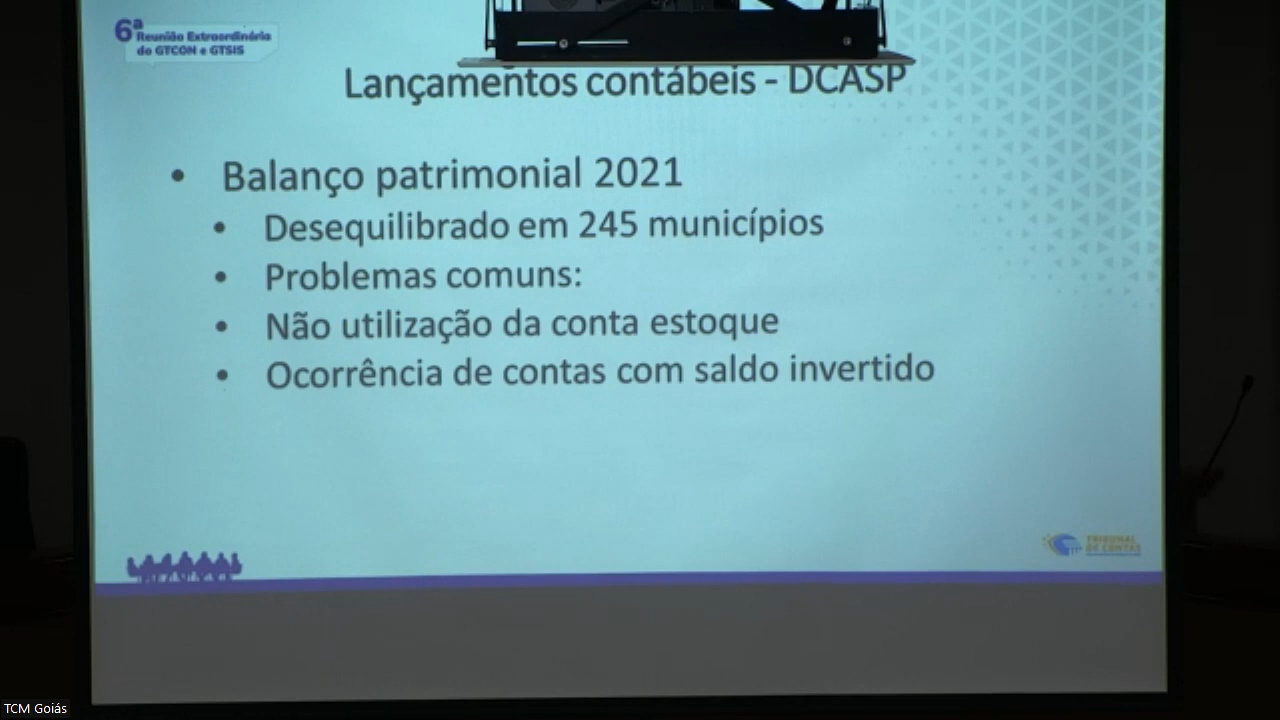 6ª Reunião Extraordinária
do GTCON e GTSIS
Lançamentos contábeis - DCASP
• Balanço patrimonial 2021
• Desequilibrado em 245 municípios
• Problemas comuns:
• Não utilização da conta estoque
• Ocorrência de contas com saldo invertido
TRIBUNAL
DE CONTAS
TCM Goiás